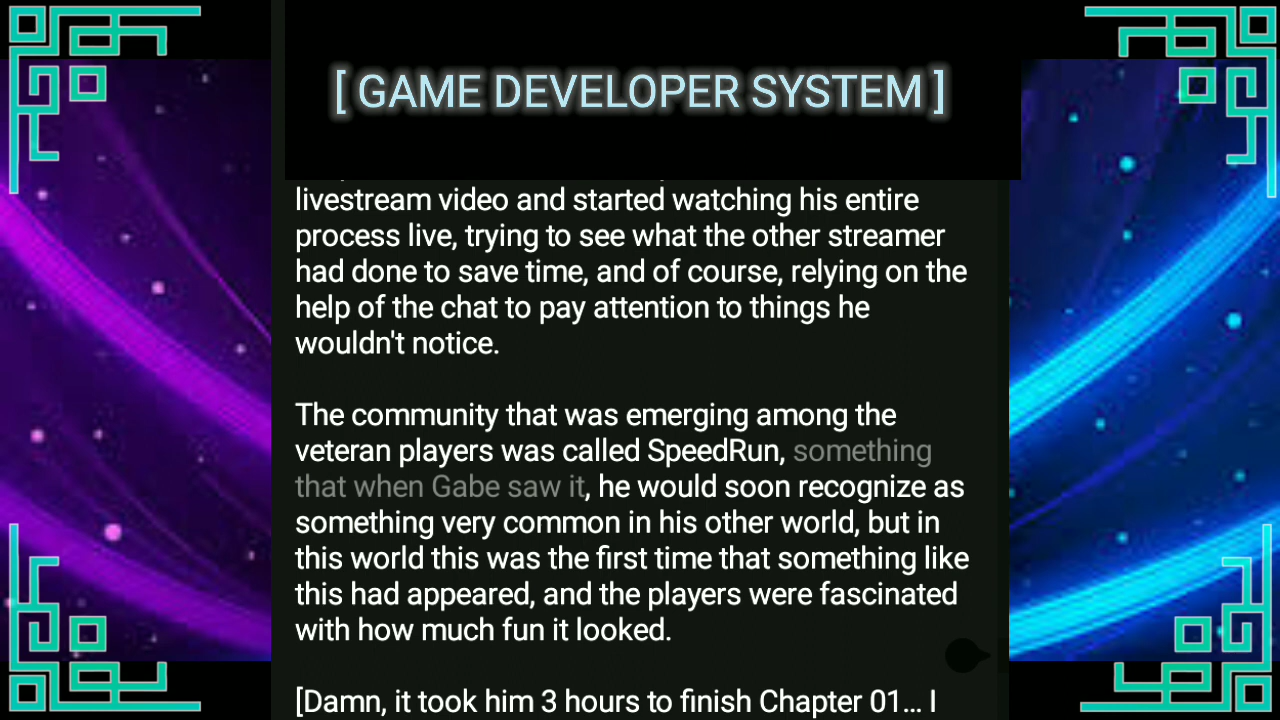 [ GAME DEVELOPER SYSTEM ]
livestream video and started watching his entire
process live, trying to see what the other streamer
had done to save time, and of course, relying on the
help of the chat to pay attention to things he
wouldn't notice.
The community that was emerging among the
veteran players was called SpeedRun, something
that when Gabe saw it, he would soon recognize as
something very common in his other world, but in
this world this was the first time that something like
this had appeared, and the players were fascinated
with how much fun it looked.
[Damn, it took him 3 hours to finish Chapter 01... I